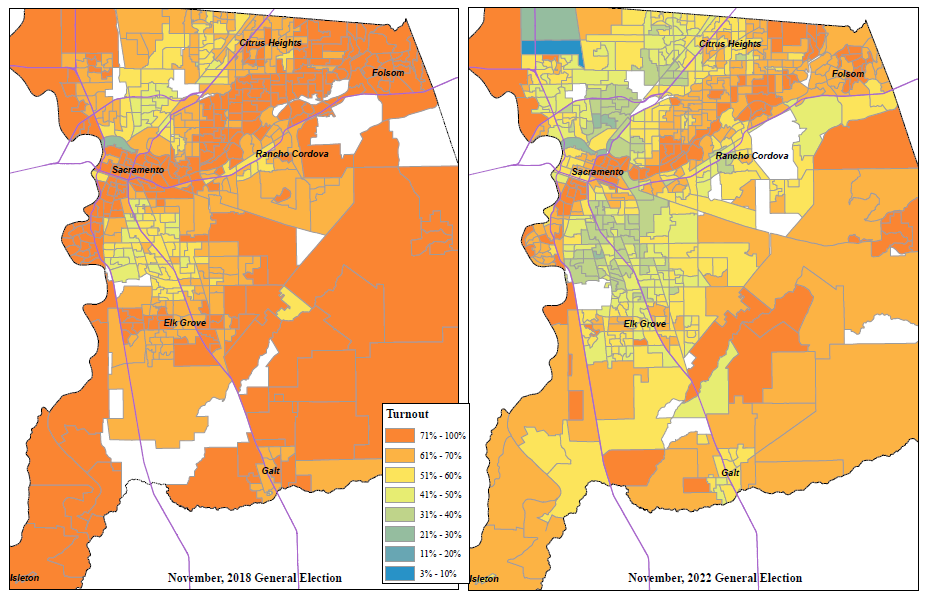 Citrus Heights
Folsom
Rancho Cordova
Sacramento
Elk Grove
Galt
Isleton
November, 2018 General Election
Turnout
71% - 100%
61% - 70%
51% - 60%
41% - 50%
31% - 40%
21% - 30%
11% - 20%
3% - 10%
Citrus Heights
Folsom
Rancho Cordova
Sacramento
Elk Grove
Galt
Isleton
November, 2022 General Election